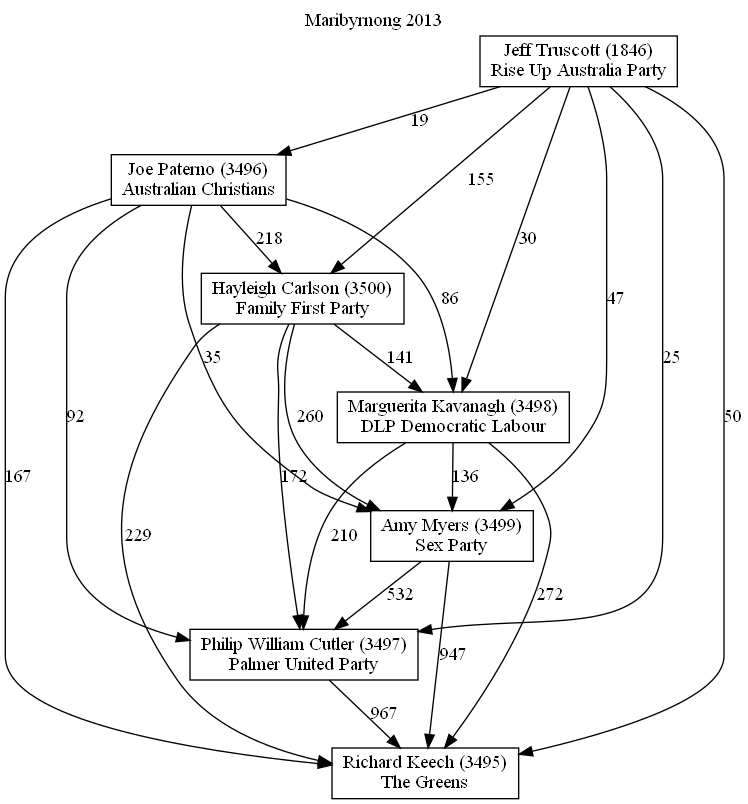 Maribyrnong 2013
Jeff Truscott (1846)
Rise Up Australia Party
19
Joe Paterno (3496)
Australian Christians
155
218
30
Hayleigh Carlson (3500)
Family First Party
86
47
35
141
25
Marguerita Kavanagh (3498)
DLP Democratic Labour
92
260
50
167
172
136
Amy Myers (3499)
Sex Party
229
210
532
272
Philip William Cutler (3497)
Palmer United Party
947
967
Richard Keech (3495)
The Greens